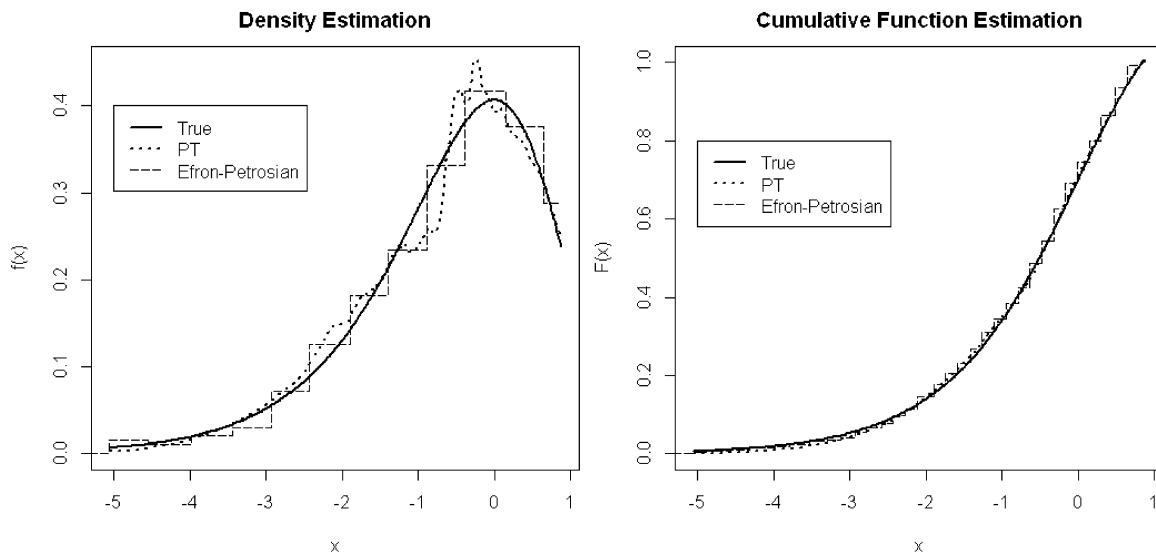 Density Estimation
f(x)
0.0
0.1
0.2
0.3
0.4
True
PT
Efron-Petrosian
-5
-4
-3
-2
-1
0
1
x
Cumulative Function Estimation
F(x)
0.0
0.2
0.4
0.6
0.8
1.0
True
PT
Efron-Petrosian
-5
-4
-3
-2
-1
0
1
x